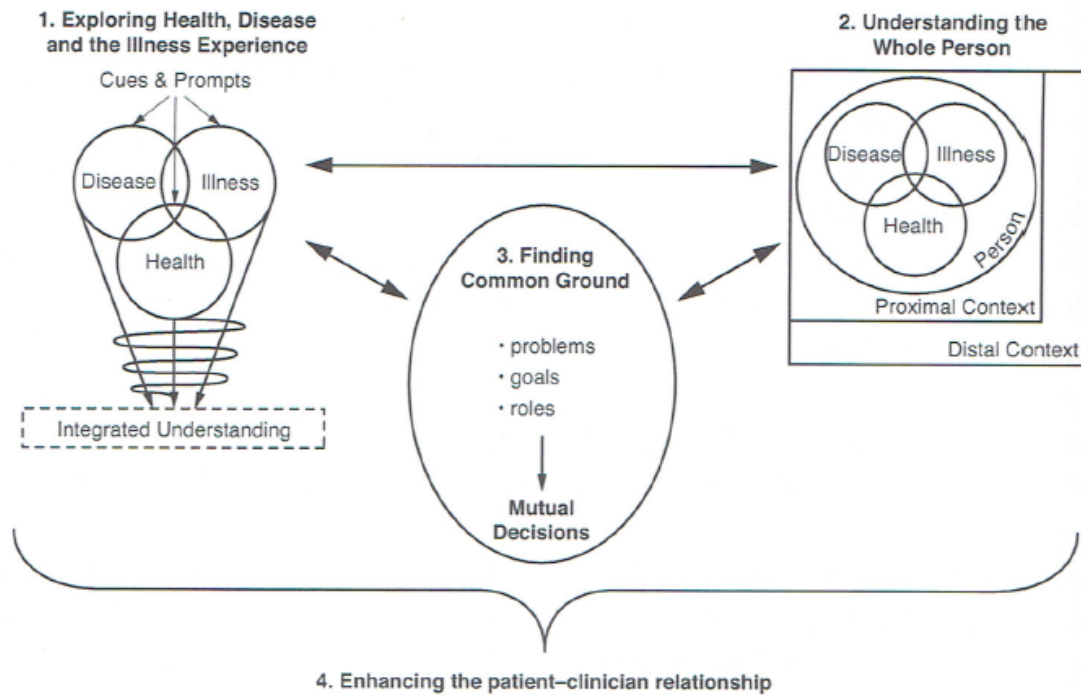 1. Exploring Health, Disease
and the Illness Experience
Cues & Prompts
Disease
Illness
Health
Integrated Understanding
2. Understanding the
Whole Person
Disease
Illness
Health
Person
Proximal Context
Distal Context
3. Finding
Common Ground
· problems
· goals
· roles
Mutual
Decisions
4. Enhancing the patient–clinician relationship